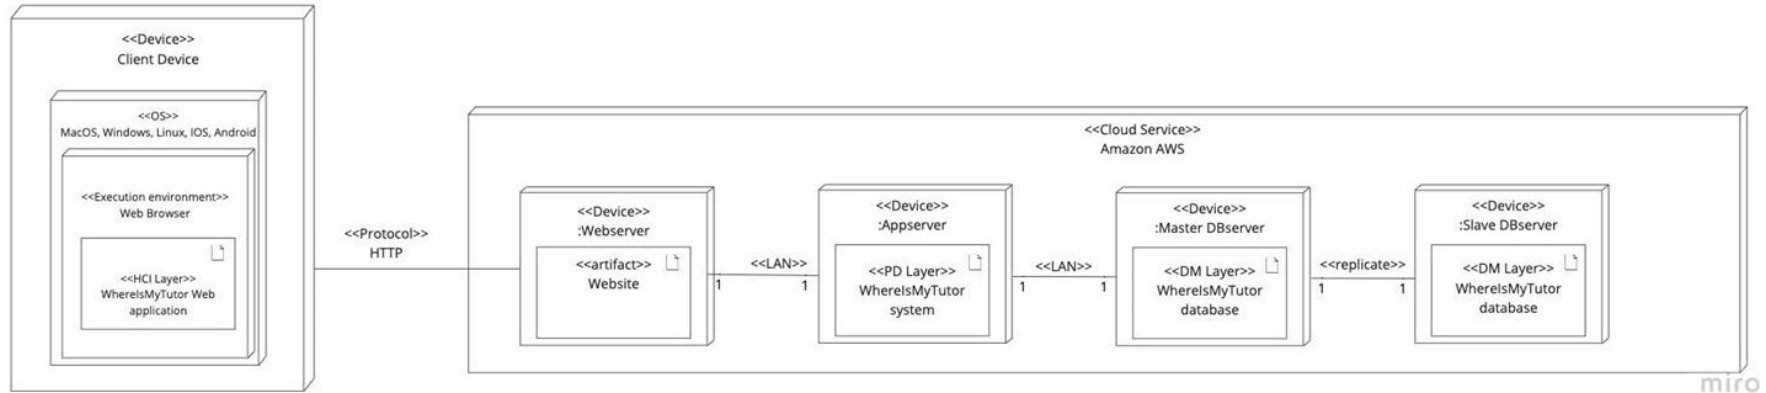 <<Device>>
Client Device
<<OS>>
MacOS, Windows, Linux, IOS, Android
<<Execution environment>>
Web Browser
<<HCI Layer>>
WhereIsMyTutor Web
application
<<Protocol>>
HTTP
<<Cloud Service>>
Amazon AWS
<<Device>>
:Webserver
<<artifact>>
Website
<<LAN>>
1
1
<<Device>>
:Appserver
<<PD Layer>>
WhereIsMyTutor
system
<<LAN>>
1
1
<<Device>>
:Master DBserver
<<DM Layer>>
WhereIsMyTutor
database
<<replicate>>
1
1
<<Device>>
:Slave DBserver
<<DM Layer>>
WhereIsMyTutor
database
miro